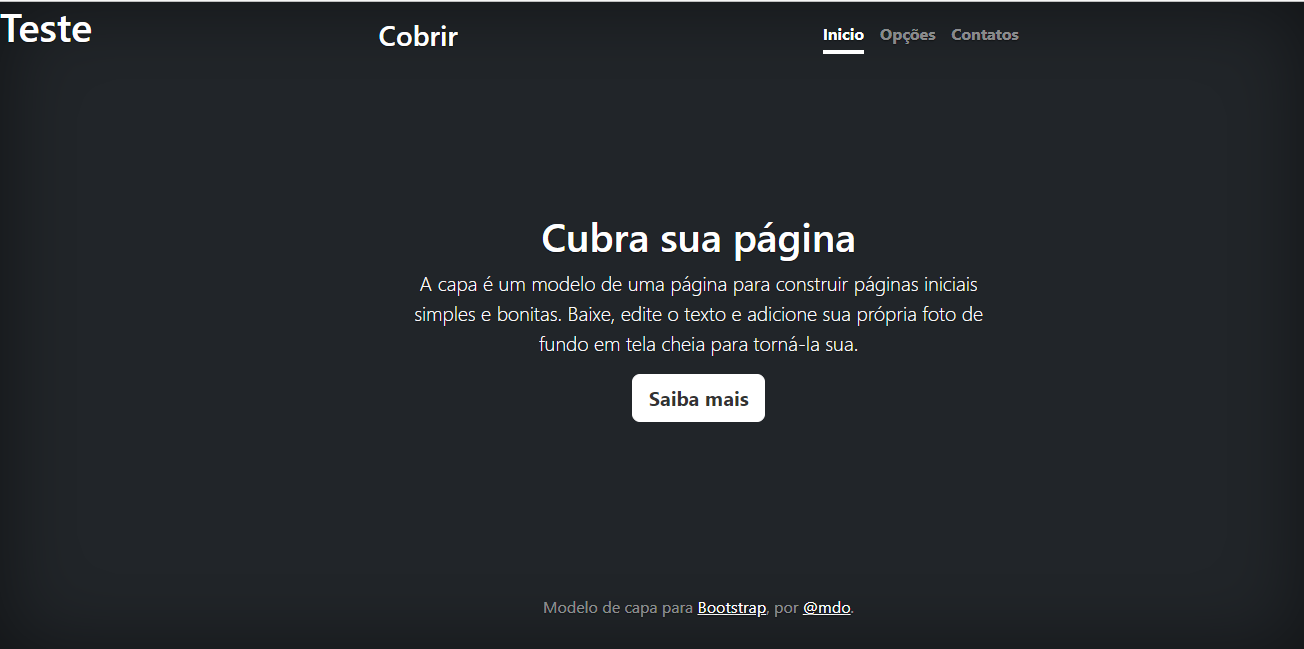 Teste
Cobrir
Inicio Opções Contatos
Cubra sua página
A capa é um modelo de uma página para construir páginas iniciais
simples e bonitas. Baixe, edite o texto e adicione sua própria foto de
fundo em tela cheia para torná-la sua.
Saiba mais
Modelo de capa para Bootstrap, por @mdo.